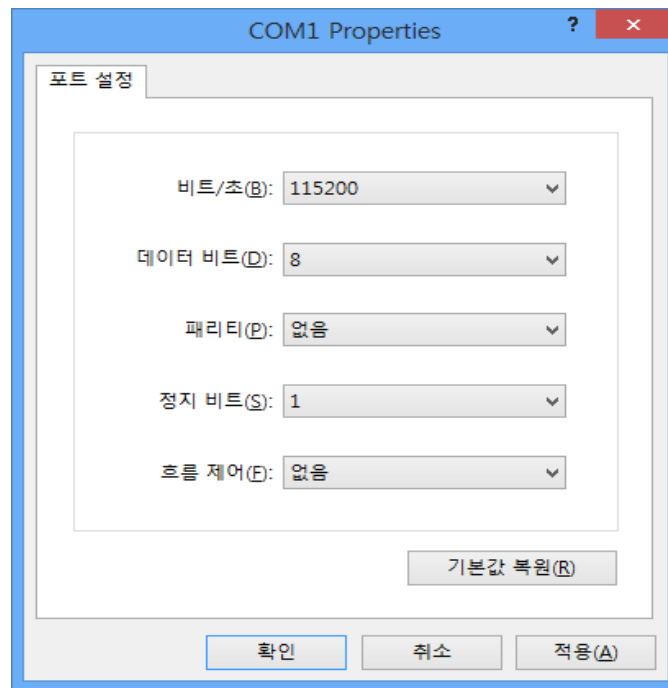 COM1 Properties
?
포트 설정
비트/초(B): 115200
데이터 비트(D): 8
패리티(P): 없음
정지 비트(S): 1
흐름 제어(F): 없음
기본값 복원(R)
확인 취소 적용(A)